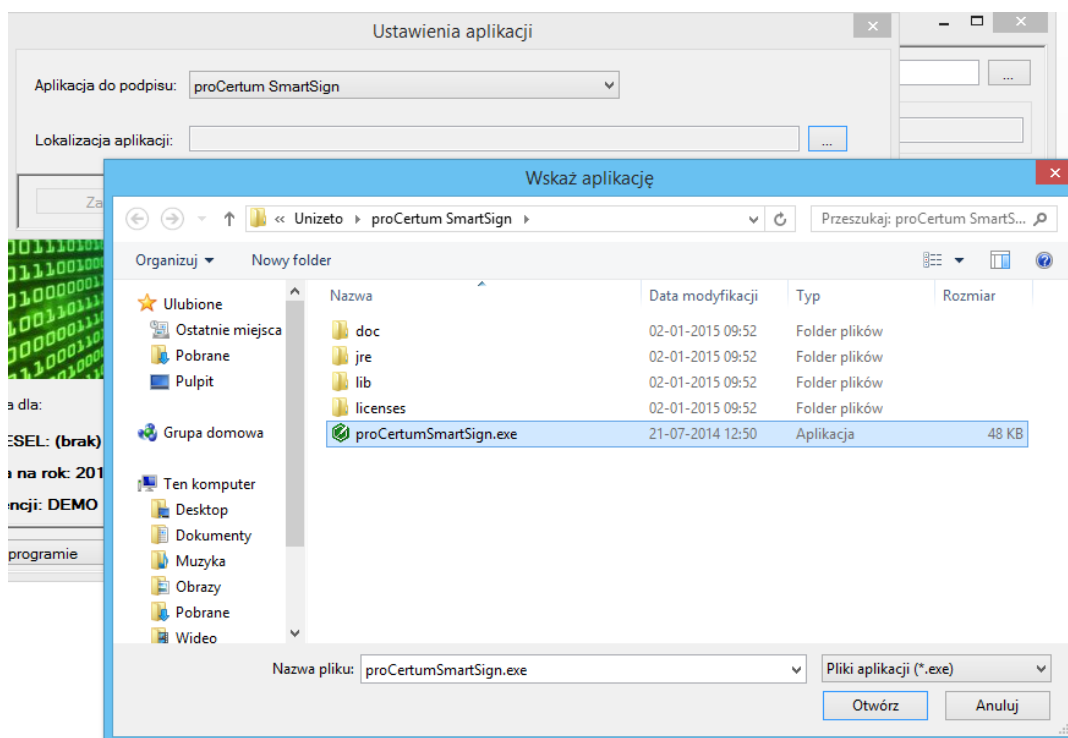 Ustawienia aplikacji
Aplikacja do podpisu: proCertum SmartSign
...
Lokalizacja aplikacji: ...
Za
Wskaż aplikację
« Unizeto proCertum SmartSign Przeszukaj: proCertum SmartS...
Organizuj Nowy folder
Nazwa Data modyfikacji Typ Rozmiar
Ulubione
Ostatnie miejsca
Pobrane
Pulpit
Grupa domowa
Ten komputer
Desktop
Dokumenty
Muzyka
Obrazy
Pobrane
Wideo
doc 02-01-2015 09:52 Folder plików
jre 02-01-2015 09:52 Folder plików
lib 02-01-2015 09:52 Folder plików
licenses 02-01-2015 09:52 Folder plików
proCertumSmartSign.exe 21-07-2014 12:50 Aplikacja 48 KB
a dla:
ESEL: (brak)
a na rok: 201
encji: DEMO
programie
Nazwa pliku: proCertumSmartSign.exe Pliki aplikacji (*.exe)
Otwórz Anuluj